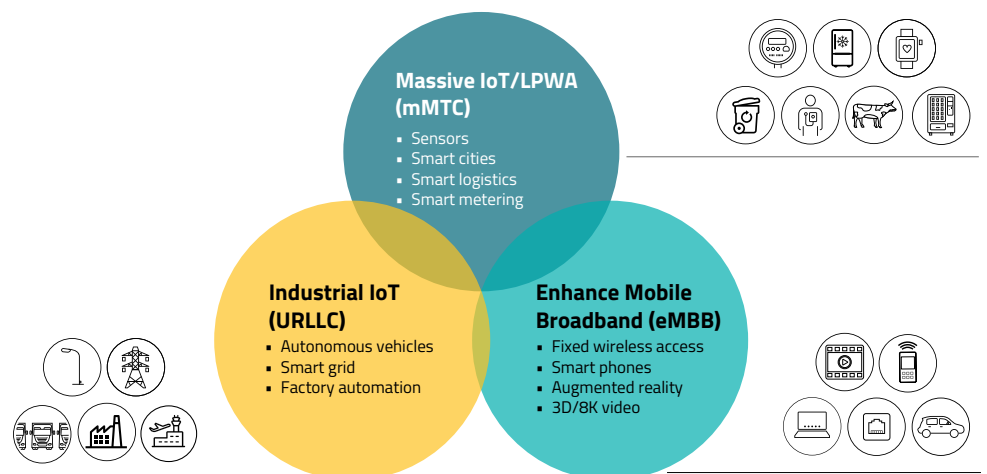 Massive IoT/LPWA
(mMTC)
▪ Sensors
▪ Smart cities
▪ Smart logistics
▪ Smart metering
Industrial IoT
(URLLC)
▪ Autonomous vehicles
▪ Smart grid
▪ Factory automation
Enhance Mobile
Broadband (eMBB)
▪ Fixed wireless access
▪ Smart phones
▪ Augmented reality
▪ 3D/8K video